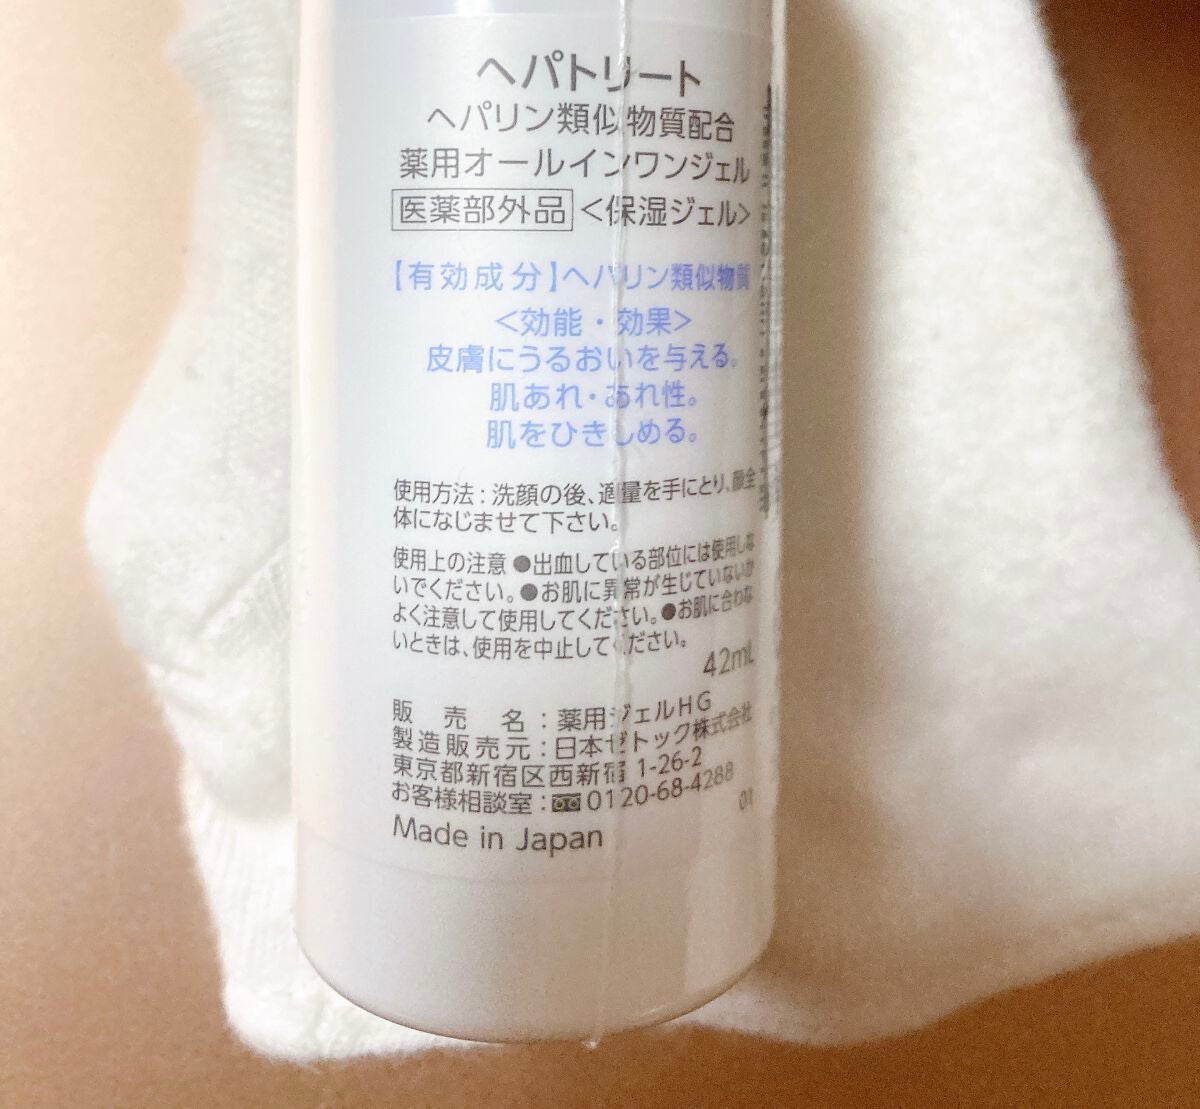 ヘパトリート
ヘパリン類似物質配合
薬用オールインワンジェル
医薬部外品 <保湿ジェル>
【有効成分】ヘパリン類似物質
<効能・効果>
皮膚にうるおいを与える。
肌あれ・あれ性。
肌をひきしめる。
使用方法:洗顔の後、適量を手にとり、顔全
体になじませて下さい。
使用上の注意 ●出血している部位には使用しな
いでください。●お肌に異常が生じていないか
よく注意して使用してください。●お肌に合わな
いときは、使用を中止してください。
42mL
販売名:薬用ジェルHG
製造販売元:日本ゼトック株式会社
東京都新宿区西新宿 1-26-2
お客様相談室:0120-68-4288
01
Made in Japan